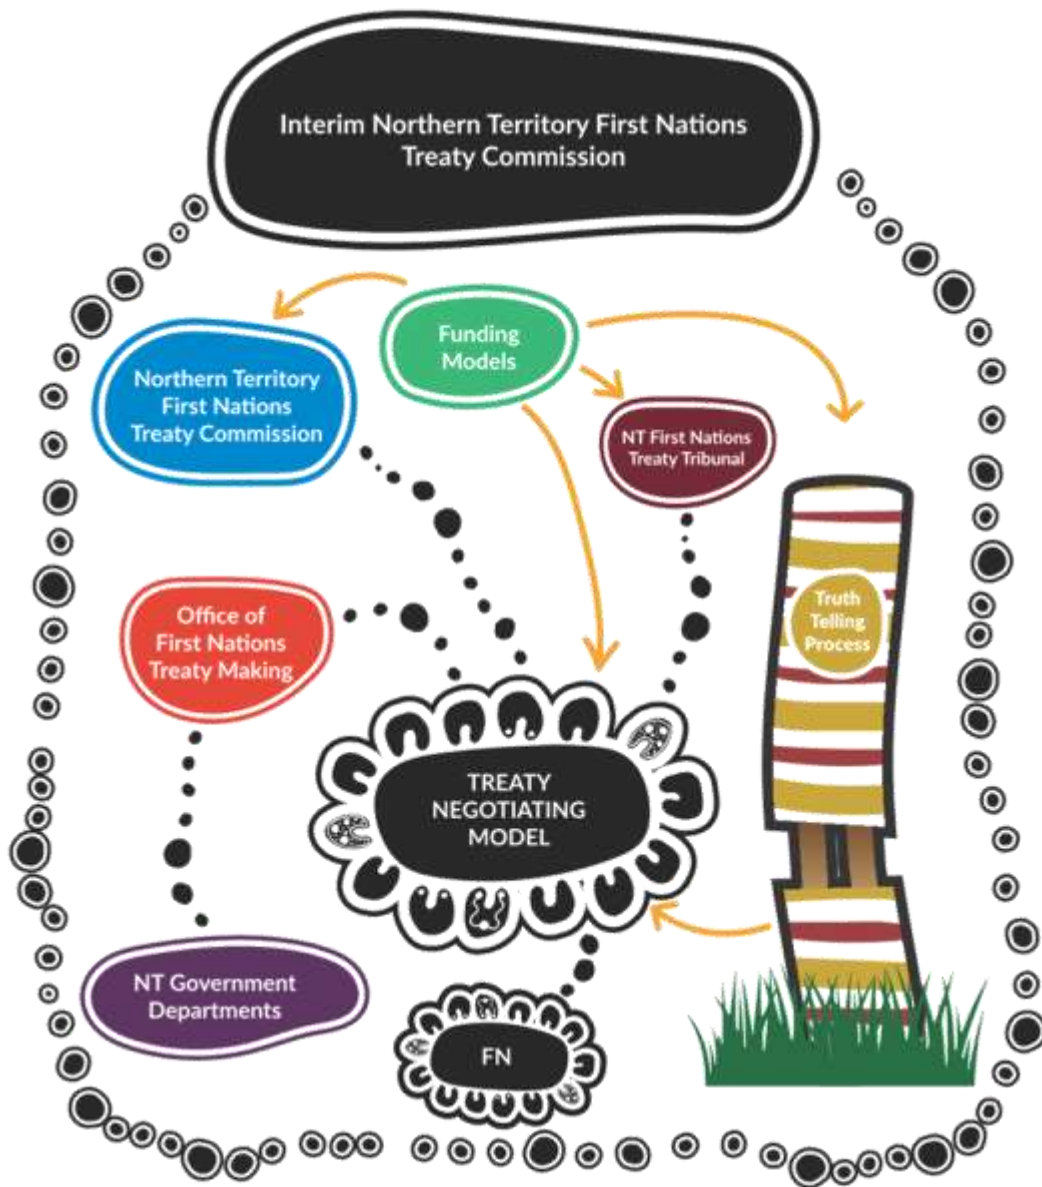 Interim Northern Territory First Nations
Treaty Commission
Funding
Models
Northern Territory
First Nations
Treaty Commission
NT First Nations
Treaty Tribunal
Office of
First Nations
Treaty Making
Truth
Telling
Process
TREATY
NEGOTIATING
MODEL
NT Government
Departments
FN